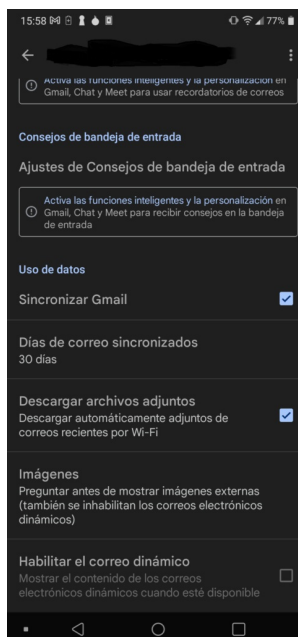 15:58
77%
Activa las funciones inteligentes y la personalización en
Gmail, Chat y Meet para usar recordatorios de correos
Consejos de bandeja de entrada
Ajustes de Consejos de bandeja de entrada
Activa las funciones inteligentes y la personalización en
Gmail, Chat y Meet para recibir consejos en la bandeja
de entrada
Uso de datos
Sincronizar Gmail
Días de correo sincronizados
30 días
Descargar archivos adjuntos
Descargar automáticamente adjuntos de
correos recientes por Wi-Fi
Imágenes
Preguntar antes de mostrar imágenes externas
(también se inhabilitan los correos electrónicos
dinámicos)
Habilitar el correo dinámico
Mostrar el contenido de los correos
electrónicos dinámicos cuando esté disponible